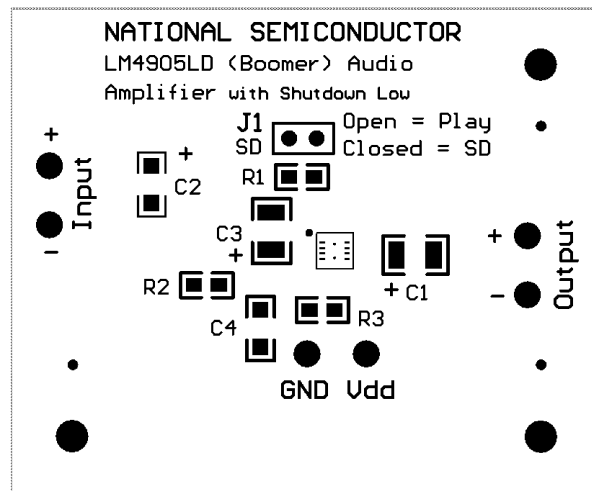 NATIONAL SEMICONDUCTOR
LM4905LD (Boomer) Audio
Amplifier with Shutdown Low
J1
Open = Play
SD
Closed = SD
+
Input
-
+
C2
R1
C3
+
+
C1
+
Output
-
R2
C4
R3
GND Vdd